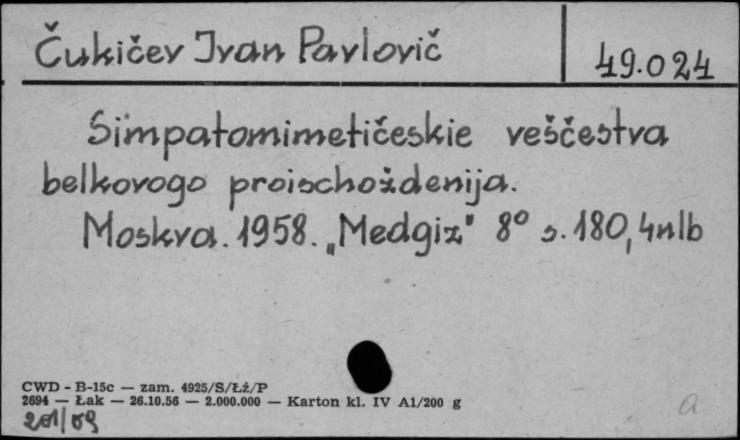 Čukičev Ivan Pavlovič
49.024
Simpatomimetičeskie veščestva
belkovogo proischoždenija.
Moskva. 1958. „Medgiz" 8° s. 180, 4nlb
CWD - B-15c — zam. 4925/S/Łż/P
2694 — Łak — 26.10.56 — 2.000.000 — Karton kl. IV A1/200 g
a